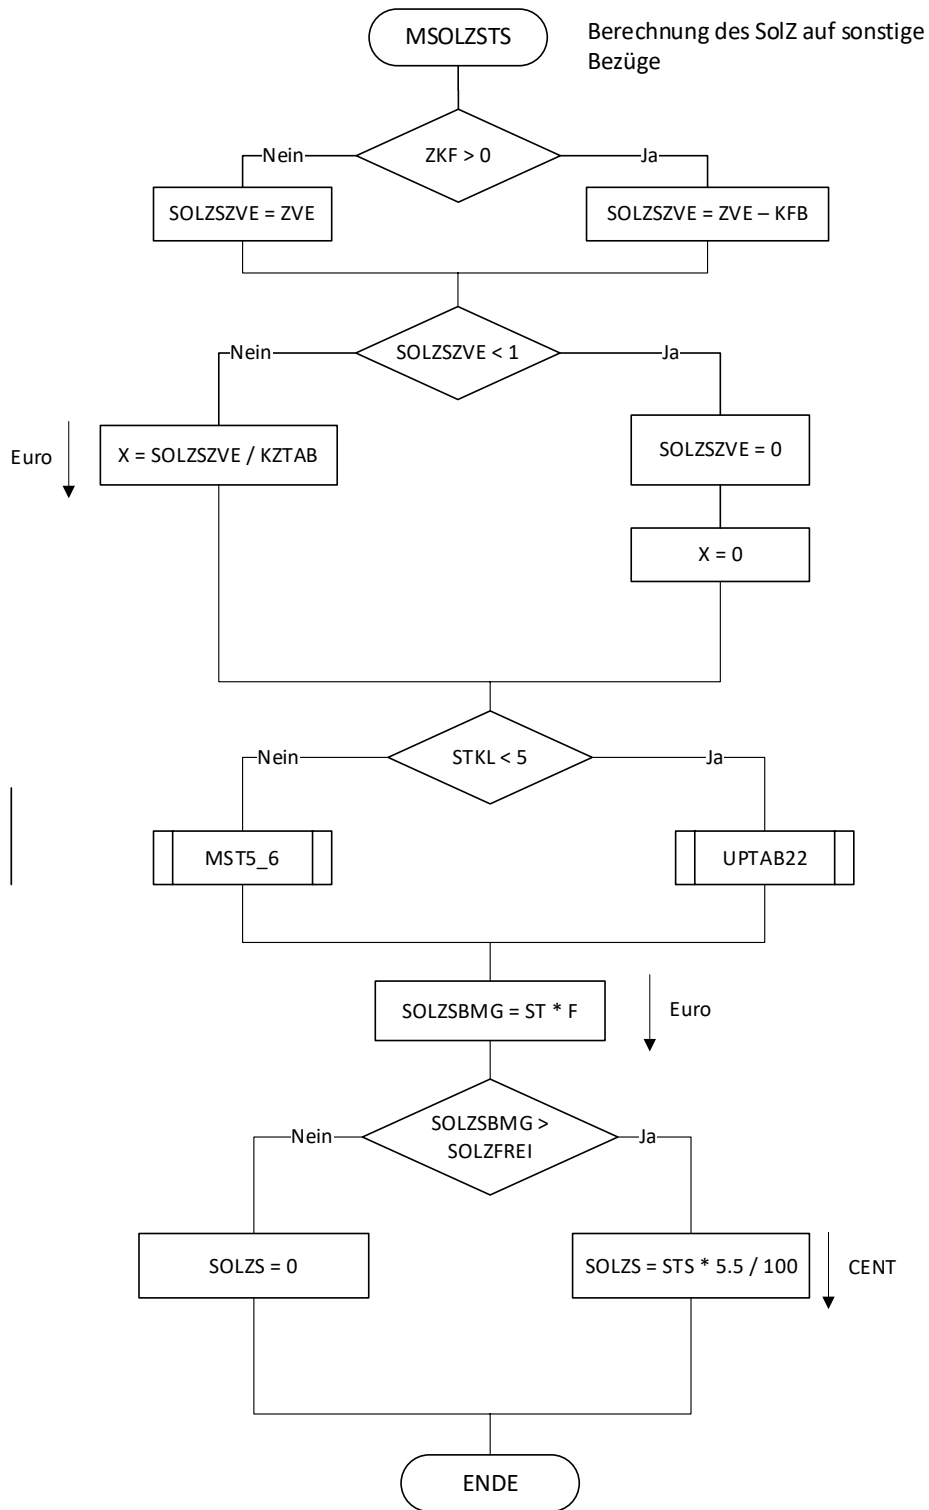 MSOLZSTS
Berechnung des SolZ auf sonstige
Bezüge
ZKF > 0
Nein
Ja
SOLZSZVE = ZVE
SOLZSZVE = ZVE – KFB
SOLZSZVE < 1
Nein
Ja
Euro
X = SOLZSZVE / KZTAB
SOLZSZVE = 0
X = 0
STKL < 5
Nein
Ja
MST5_6
UPTAB22
SOLZSBMG = ST * F
Euro
SOLZSBMG >
SOLZFREI
Nein
Ja
SOLZS = 0
SOLZS = STS * 5.5 / 100
CENT
ENDE